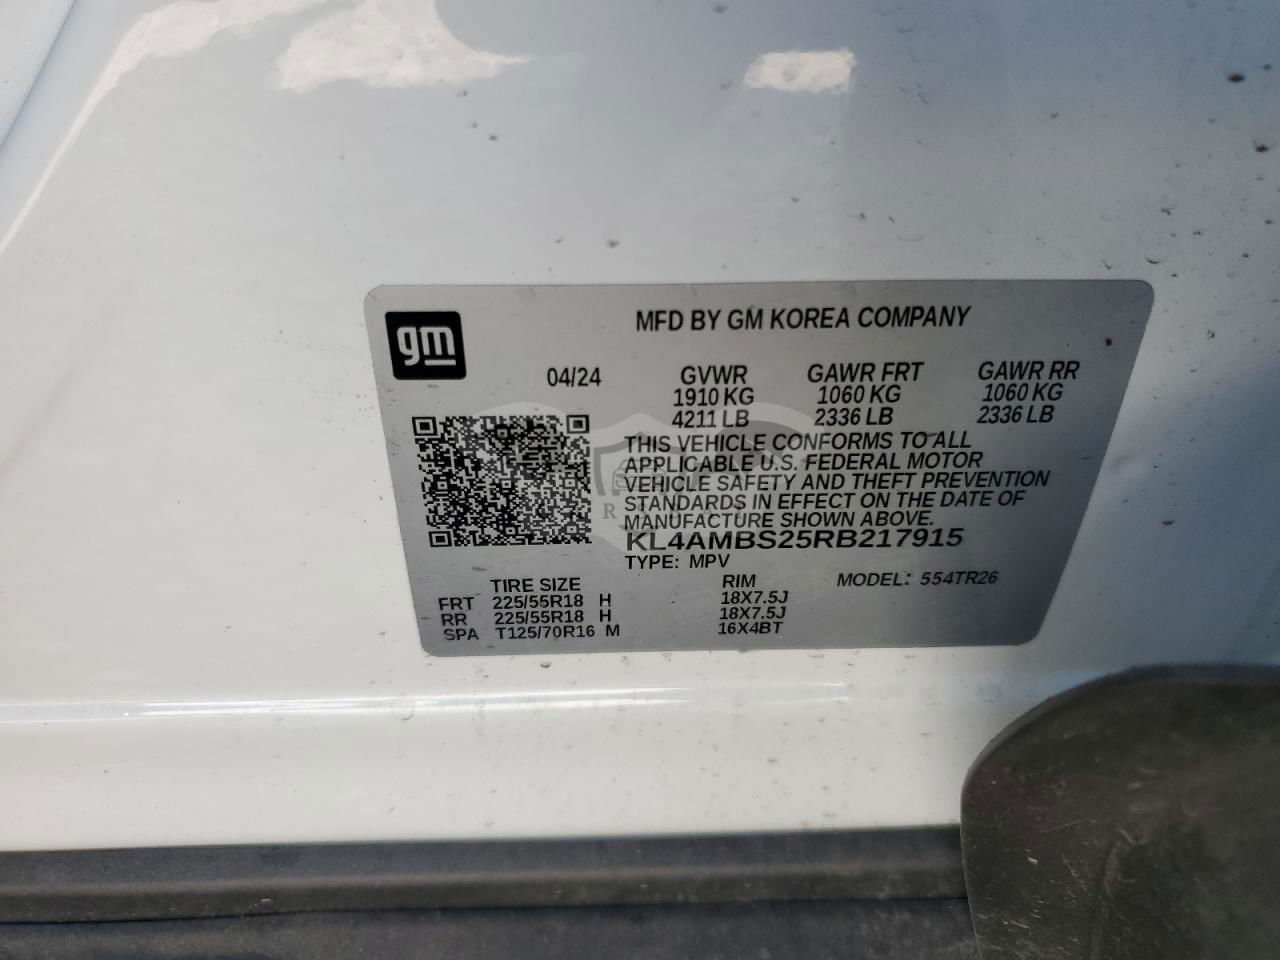 gm
MFD BY GM KOREA COMPANY
04/24 GVWR GAWR FRT GAWR RR
1910 KG 1060 KG 1060 KG
4211 LB 2336 LB 2336 LB
THIS VEHICLE CONFORMS TO ALL
APPLICABLE U.S. FEDERAL MOTOR
VEHICLE SAFETY AND THEFT PREVENTION
STANDARDS IN EFFECT ON THE DATE OF
MANUFACTURE SHOWN ABOVE.
KL4AMBS25RB217915
TYPE: MPV
TIRE SIZE RIM MODEL: 554TR26
FRT 225/55R18 H 18X7.5J
RR 225/55R18 H 18X7.5J
SPA T125/70R16 M 16X4BT